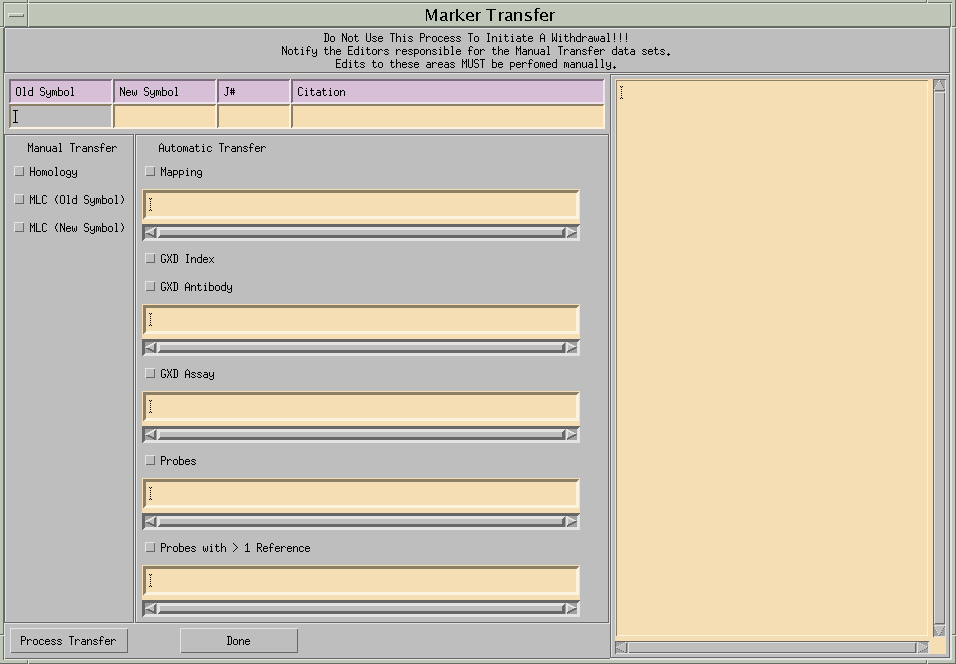 Marker Transfer
Do Not Use This Process To Initiate A Withdrawal!!!
Notify the Editors responsible for the Manual Transfer data sets.
Edits to these areas MUST be perfomed manually.
Old Symbol New Symbol J# Citation
Manual Transfer
Homology
MLC (Old Symbol)
MLC (New Symbol)
Automatic Transfer
Mapping
GXD Index
GXD Antibody
GXD Assay
Probes
Probes with > 1 Reference
Process Transfer Done